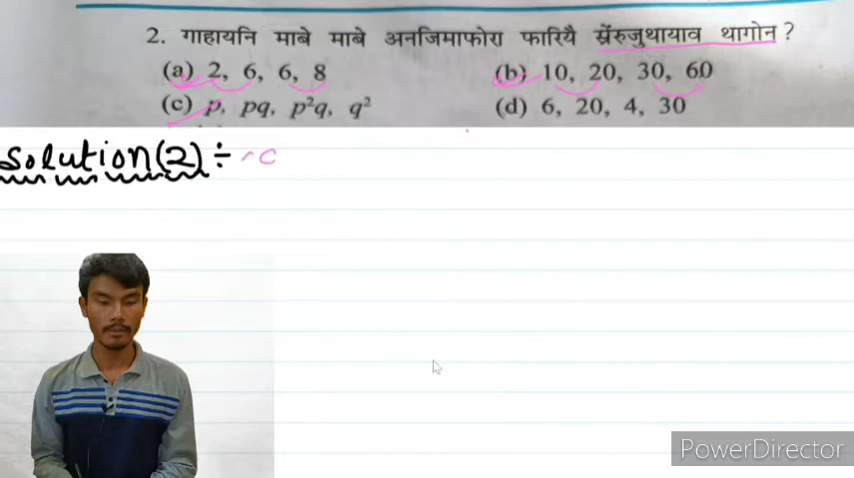 2. गाहायनि माबे माबे अनजिमाफोरा फारियै स्रेंरुजुथायाव थागोन ?
(a) 2, 6, 6, 8 (b) 10, 20, 30, 60
(c) p, pq, p²q, q² (d) 6, 20, 4, 30
Solution(2) ÷ c
PowerDirector